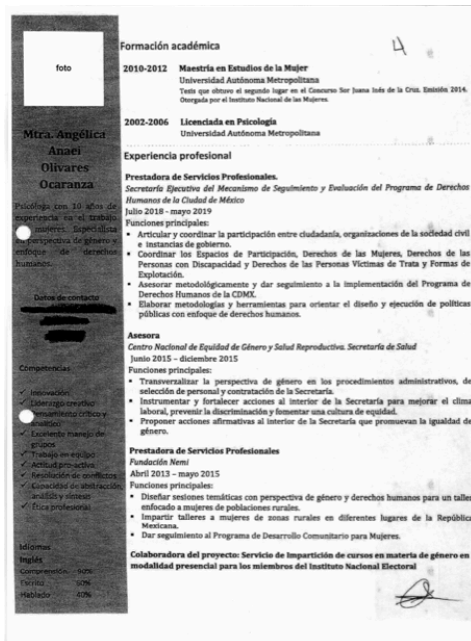 foto
Mtra. Angélica
Anaei
Olivares
Ocaranza
Psicóloga con 10 años de
experiencia en el trabajo
mujeres. Especialista
perspectiva de género y
enfoque de derechos
humanos.
Datos de contacto
Competencias
✓ Innovación
✓ Liderazgo creativo
pensamiento crítico y
analítico
✓ Excelente manejo de
grupos
✓ Trabajo en equipo
✓ Actitud pro-activa
✓ Resolución de conflictos
✓ Capacidad de abstracción,
análisis y síntesis
✓ Ética profesional
Idiomas
Inglés
Comprensión 90%
Escrito 60%
Hablado 40%
4
Formación académica
2010-2012 Maestría en Estudios de la Mujer
Universidad Autónoma Metropolitana
Tesis que obtuvo el segundo lugar en el Concurso Sor Juana Inés de la Cruz. Emisión 2014.
Otorgada por el Instituto Nacional de las Mujeres.
2002-2006 Licenciada en Psicología
Universidad Autónoma Metropolitana
Experiencia profesional
Prestadora de Servicios Profesionales.
Secretaría Ejecutiva del Mecanismo de Seguimiento y Evaluación del Programa de Derechos
Humanos de la Ciudad de México
Julio 2018 - mayo 2019
Funciones principales:
• Articular y coordinar la participación entre ciudadanía, organizaciones de la sociedad civil
e instancias de gobierno.
• Coordinar los Espacios de Participación, Derechos de las Mujeres, Derechos de las
Personas con Discapacidad y Derechos de las Personas Víctimas de Trata y Formas de
Explotación.
• Asesorar metodológicamente y dar seguimiento a la implementación del Programa de
Derechos Humanos de la CDMX.
• Elaborar metodologías y herramientas para orientar el diseño y ejecución de políticas
públicas con enfoque de derechos humanos.
Asesora
Centro Nacional de Equidad de Género y Salud Reproductiva. Secretaría de Salud
Junio 2015 – diciembre 2015
Funciones principales:
• Transverzalizar la perspectiva de género en los procedimientos administrativos, de
selección de personal y contratación de la Secretaría.
• Instrumentar y fortalecer acciones al interior de la Secretaría para mejorar el clima
laboral, prevenir la discriminación y fomentar una cultura de equidad.
• Proponer acciones afirmativas al interior de la Secretaría que promuevan la igualdad de
género.
Prestadora de Servicios Profesionales
Fundación Nemi
Abril 2013 – mayo 2015
Funciones principales:
• Diseñar sesiones temáticas con perspectiva de género y derechos humanos para un taller
enfocado a mujeres de poblaciones rurales.
• Impartir talleres a mujeres de zonas rurales en diferentes lugares de la República
Mexicana.
• Dar seguimiento al Programa de Desarrollo Comunitario para Mujeres.
Colaboradora del proyecto: Servicio de Impartición de cursos en materia de género en
modalidad presencial para los miembros del Instituto Nacional Electoral